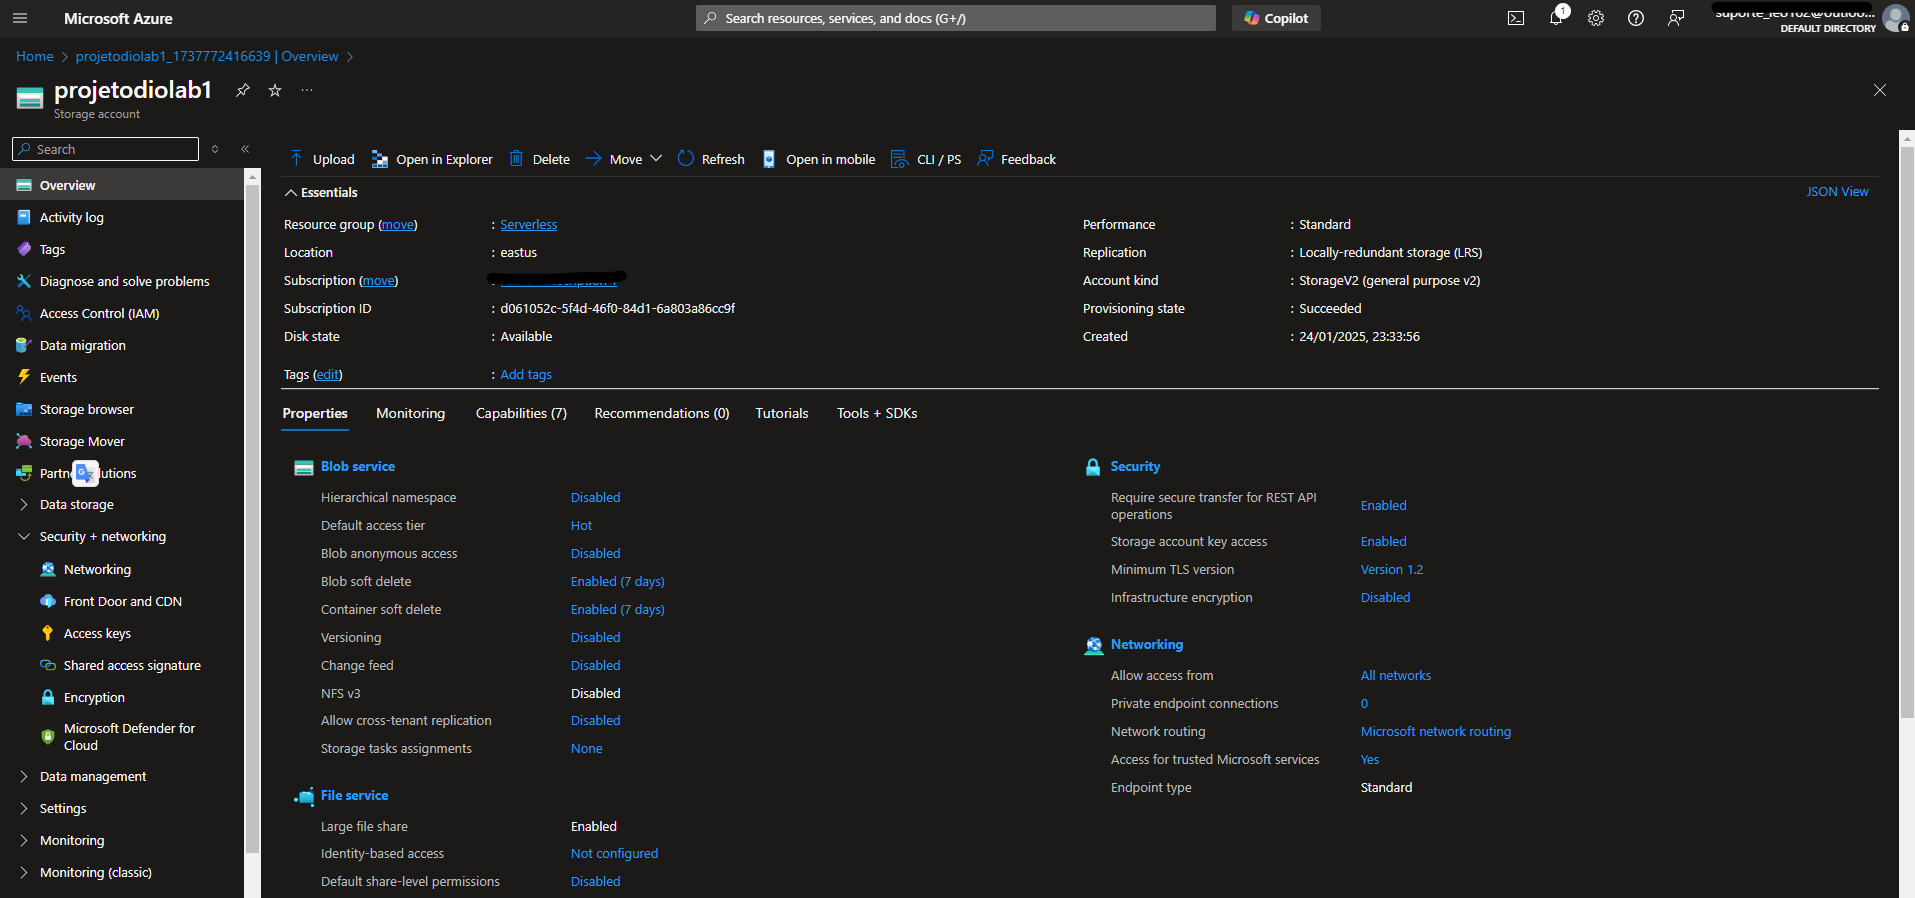 Microsoft Azure
Search resources, services, and docs (G+/)
Copilot
1
DEFAULT DIRECTORY
Home > projetodiolab1_1737772416639 | Overview >
projetodiolab1
Storage account
Search
Overview
Activity log
Tags
Diagnose and solve problems
Access Control (IAM)
Data migration
Events
Storage browser
Storage Mover
Data storage
Security + networking
Networking
Front Door and CDN
Access keys
Shared access signature
Encryption
Microsoft Defender for
Cloud
Data management
Settings
Monitoring
Monitoring (classic)
Upload Open in Explorer Delete Move Refresh Open in mobile CLI / PS Feedback
Essentials
JSON View
Resource group (move) : Serverless
Location : eastus
Subscription (move) :
Subscription ID : d061052c-5f4d-46f0-84d1-6a803a86cc9f
Disk state : Available
Tags (edit) : Add tags
Performance : Standard
Replication : Locally-redundant storage (LRS)
Account kind : StorageV2 (general purpose v2)
Provisioning state : Succeeded
Created : 24/01/2025, 23:33:56
Properties Monitoring Capabilities (7) Recommendations (0) Tutorials Tools + SDKs
Blob service
Hierarchical namespace Disabled
Default access tier Hot
Blob anonymous access Disabled
Blob soft delete Enabled (7 days)
Container soft delete Enabled (7 days)
Versioning Disabled
Change feed Disabled
NFS v3 Disabled
Allow cross-tenant replication Disabled
Storage tasks assignments None
File service
Large file share Enabled
Identity-based access Not configured
Default share-level permissions Disabled
Security
Require secure transfer for REST API
operations Enabled
Storage account key access Enabled
Minimum TLS version Version 1.2
Infrastructure encryption Disabled
Networking
Allow access from All networks
Private endpoint connections 0
Network routing Microsoft network routing
Access for trusted Microsoft services Yes
Endpoint type Standard